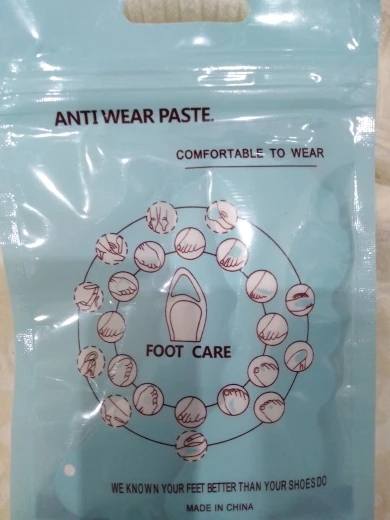 ANTI WEAR PASTE.
COMFORTABLE TO WEAR
FOOT CARE
WE KNOWN YOUR FEET BETTER THAN YOUR SHOES DO
MADE IN CHINA